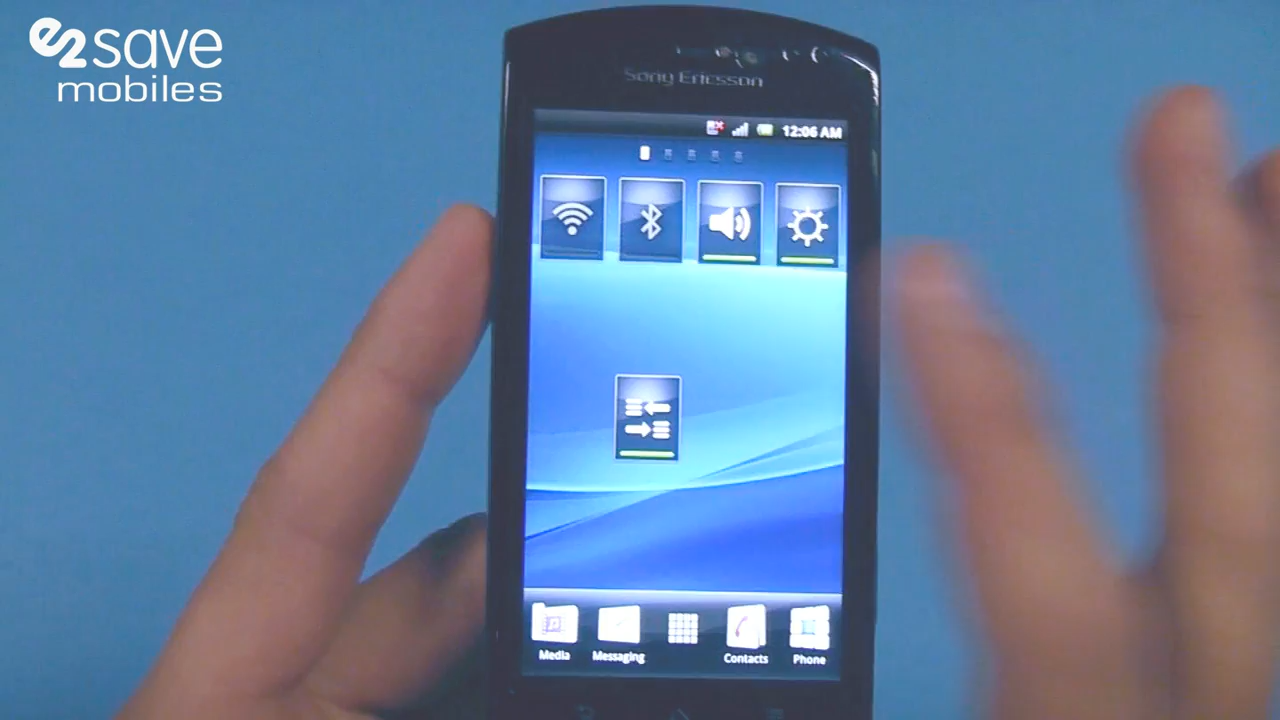 e2save
mobiles
Sony Ericsson
12:06 AM
Media
Messaging
Contacts
Phone